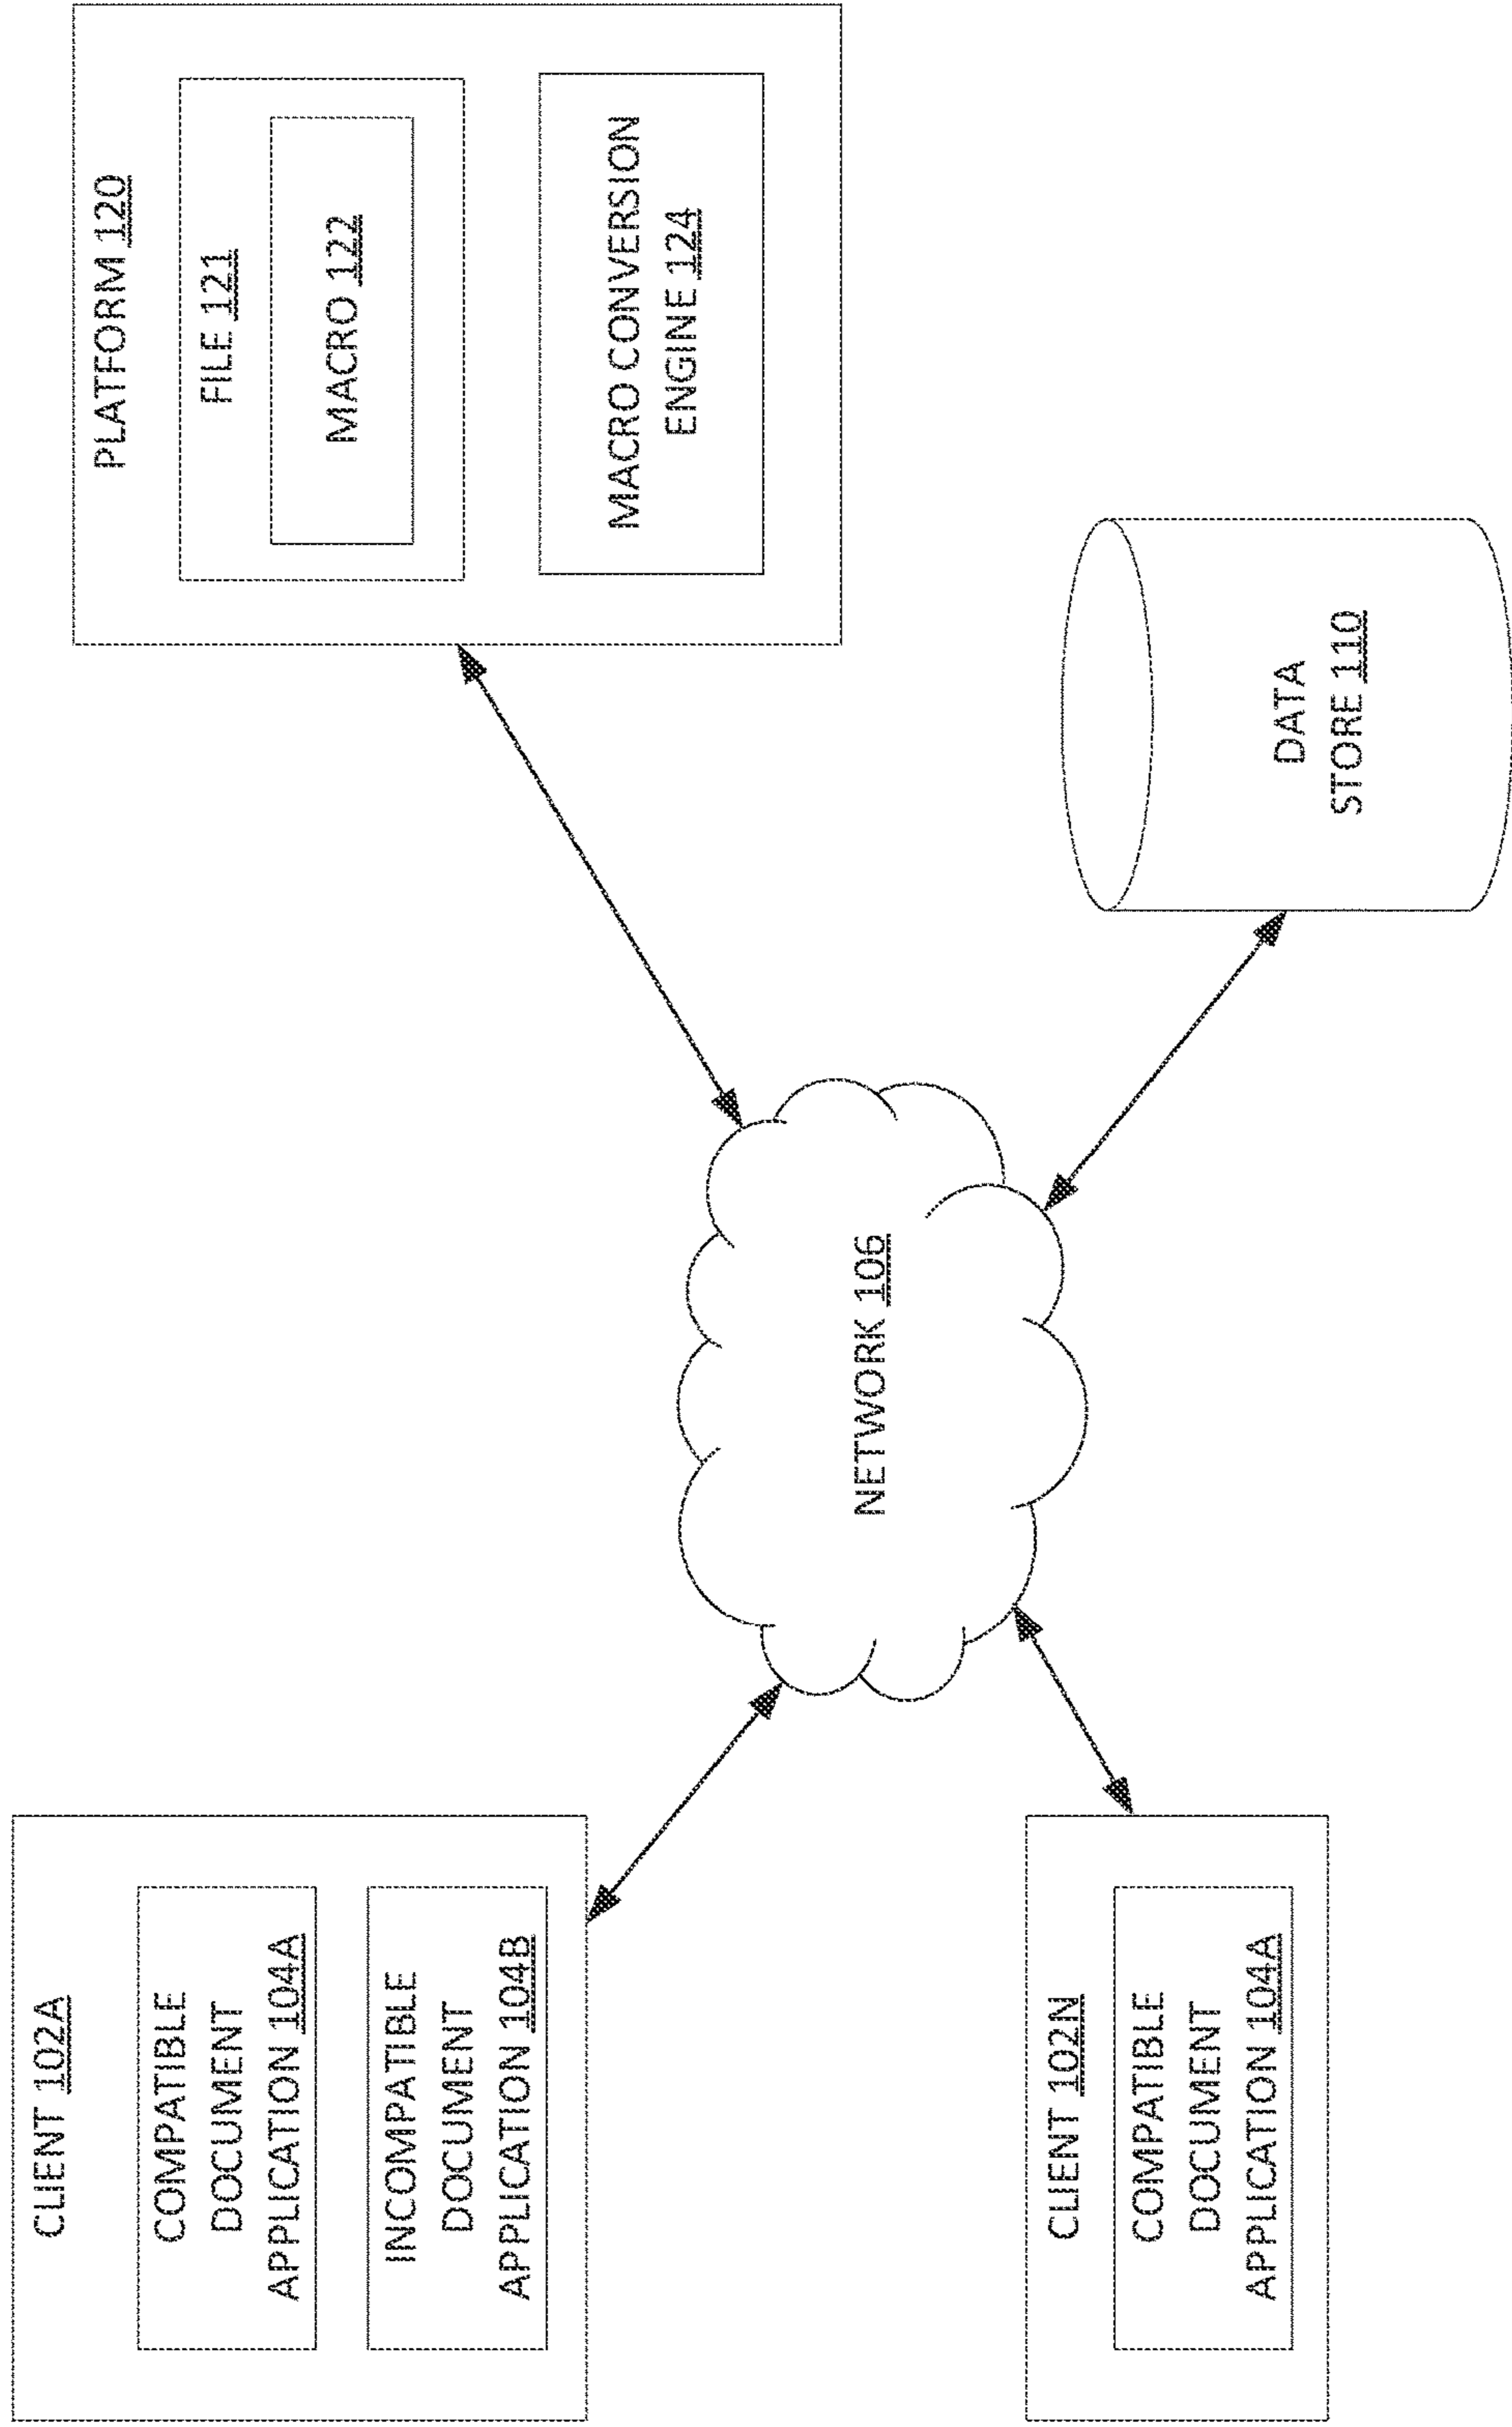 CLIENT 102A
COMPATIBLE
DOCUMENT
APPLICATION 104A
INCOMPATIBLE
DOCUMENT
APPLICATION 104B
CLIENT 102N
COMPATIBLE
DOCUMENT
APPLICATION 104A
NETWORK 106
PLATFORM 120
FILE 121
MACRO 122
MACRO CONVERSION
ENGINE 124
DATA
STORE 110